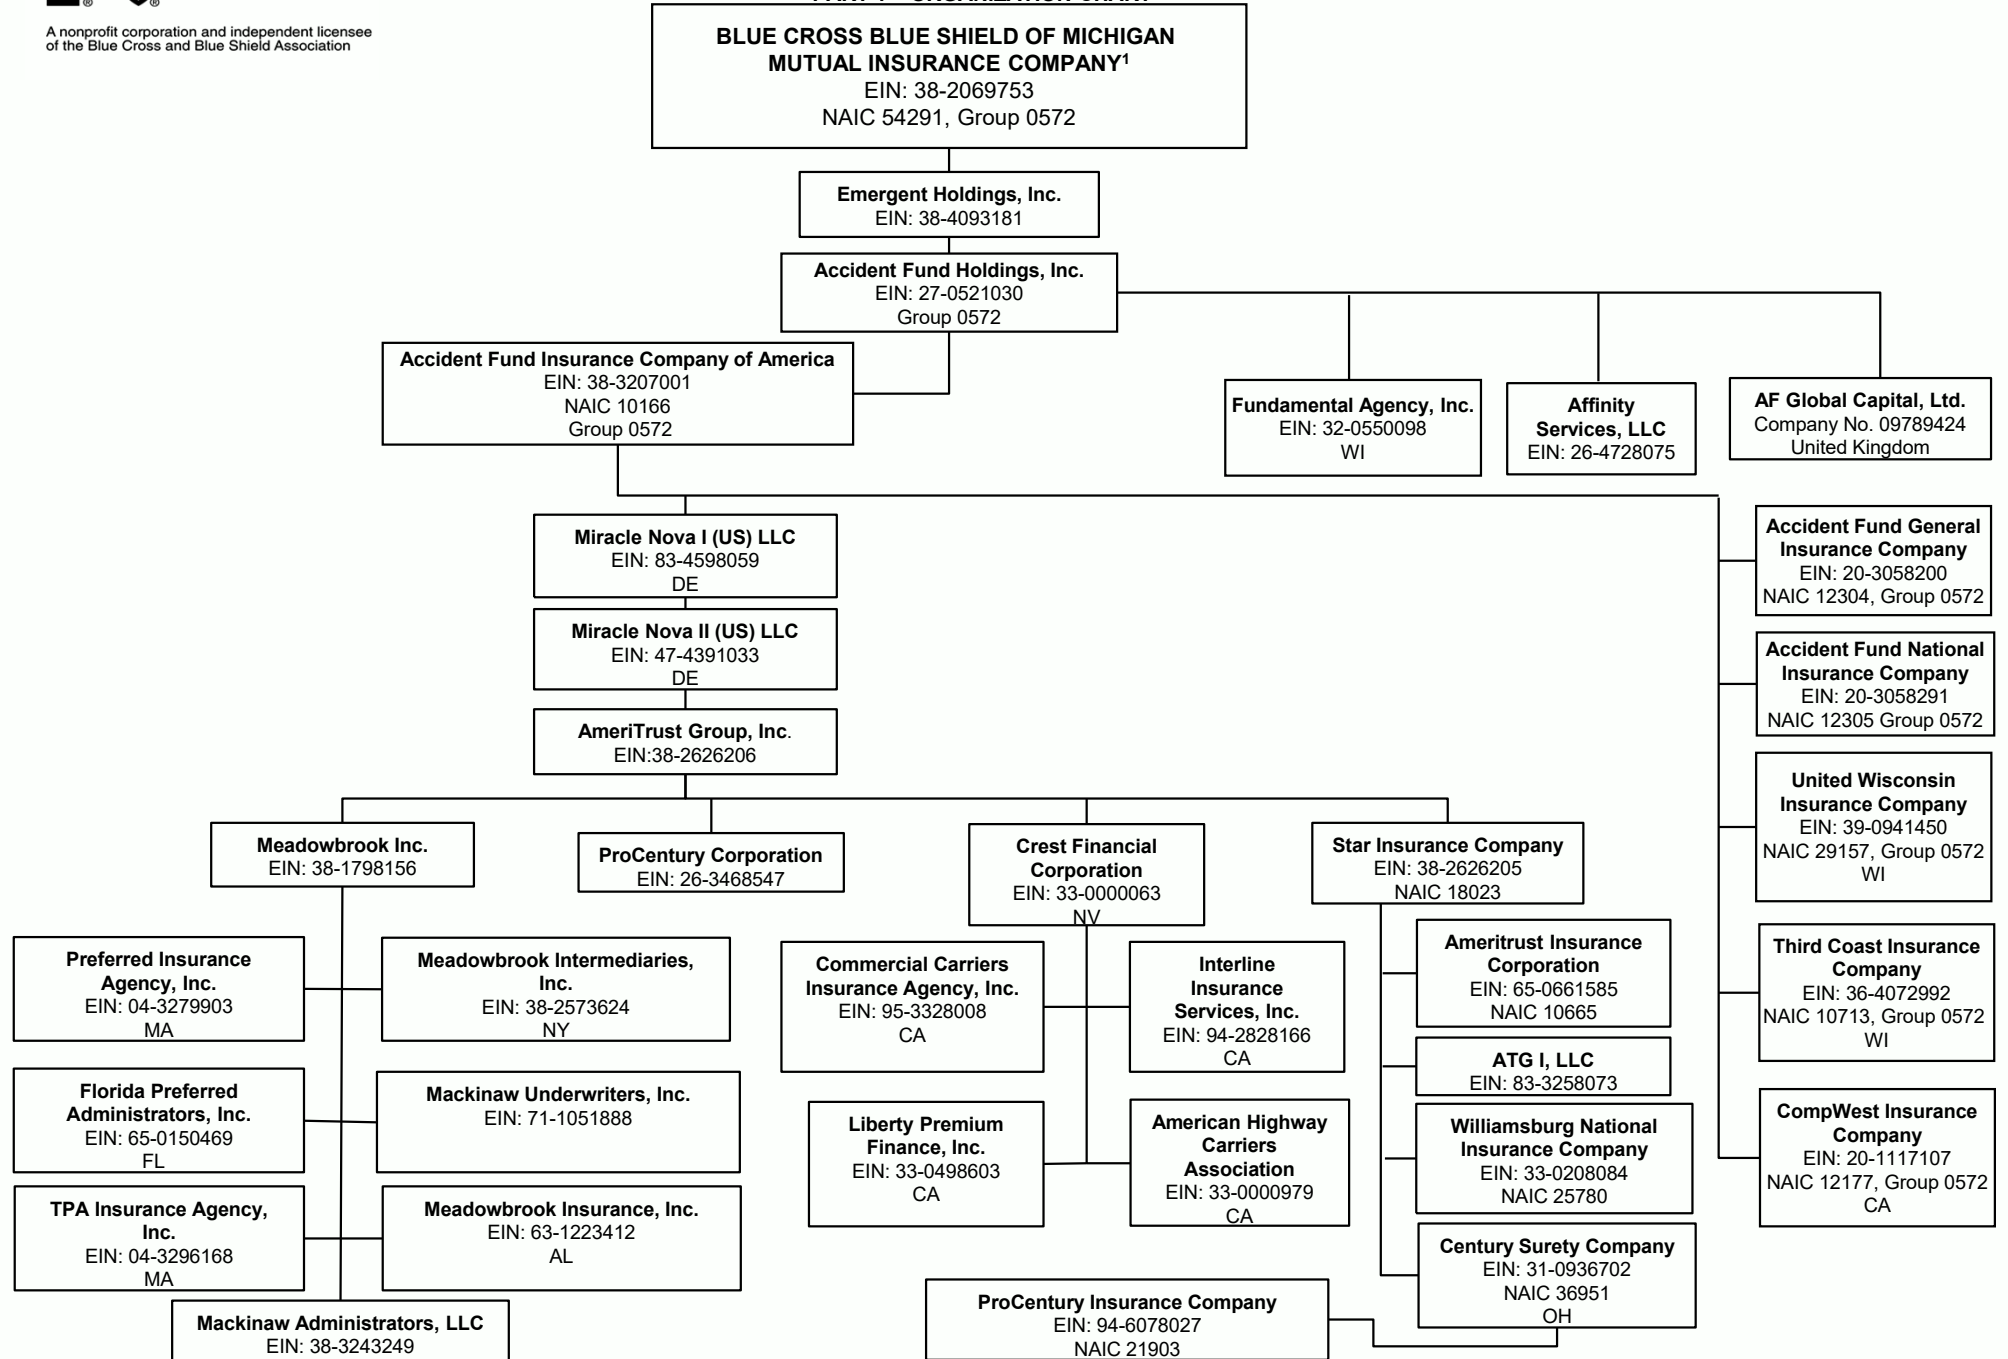 ® ®
A nonprofit corporation and independent licensee
of the Blue Cross and Blue Shield Association
BLUE CROSS BLUE SHIELD OF MICHIGAN
MUTUAL INSURANCE COMPANY¹
EIN: 38-2069753
NAIC 54291, Group 0572
Emergent Holdings, Inc.
EIN: 38-4093181
Accident Fund Holdings, Inc.
EIN: 27-0521030
Group 0572
Accident Fund Insurance Company of America
EIN: 38-3207001
NAIC 10166
Group 0572
Fundamental Agency, Inc.
EIN: 32-0550098
WI
Affinity
Services, LLC
EIN: 26-4728075
AF Global Capital, Ltd.
Company No. 09789424
United Kingdom
Miracle Nova I (US) LLC
EIN: 83-4598059
DE
Miracle Nova II (US) LLC
EIN: 47-4391033
DE
AmeriTrust Group, Inc.
EIN:38-2626206
Accident Fund General
Insurance Company
EIN: 20-3058200
NAIC 12304, Group 0572
Accident Fund National
Insurance Company
EIN: 20-3058291
NAIC 12305 Group 0572
United Wisconsin
Insurance Company
EIN: 39-0941450
NAIC 29157, Group 0572
WI
Third Coast Insurance
Company
EIN: 36-4072992
NAIC 10713, Group 0572
WI
CompWest Insurance
Company
EIN: 20-1117107
NAIC 12177, Group 0572
CA
Meadowbrook Inc.
EIN: 38-1798156
ProCentury Corporation
EIN: 26-3468547
Crest Financial
Corporation
EIN: 33-0000063
NV
Star Insurance Company
EIN: 38-2626205
NAIC 18023
Preferred Insurance
Agency, Inc.
EIN: 04-3279903
MA
Meadowbrook Intermediaries,
Inc.
EIN: 38-2573624
NY
Florida Preferred
Administrators, Inc.
EIN: 65-0150469
FL
Mackinaw Underwriters, Inc.
EIN: 71-1051888
TPA Insurance Agency,
Inc.
EIN: 04-3296168
MA
Meadowbrook Insurance, Inc.
EIN: 63-1223412
AL
Mackinaw Administrators, LLC
EIN: 38-3243249
Commercial Carriers
Insurance Agency, Inc.
EIN: 95-3328008
CA
Interline
Insurance
Services, Inc.
EIN: 94-2828166
CA
Liberty Premium
Finance, Inc.
EIN: 33-0498603
CA
American Highway
Carriers
Association
EIN: 33-0000979
CA
Ameritrust Insurance
Corporation
EIN: 65-0661585
NAIC 10665
ATG I, LLC
EIN: 83-3258073
Williamsburg National
Insurance Company
EIN: 33-0208084
NAIC 25780
Century Surety Company
EIN: 31-0936702
NAIC 36951
OH
ProCentury Insurance Company
EIN: 94-6078027
NAIC 21903